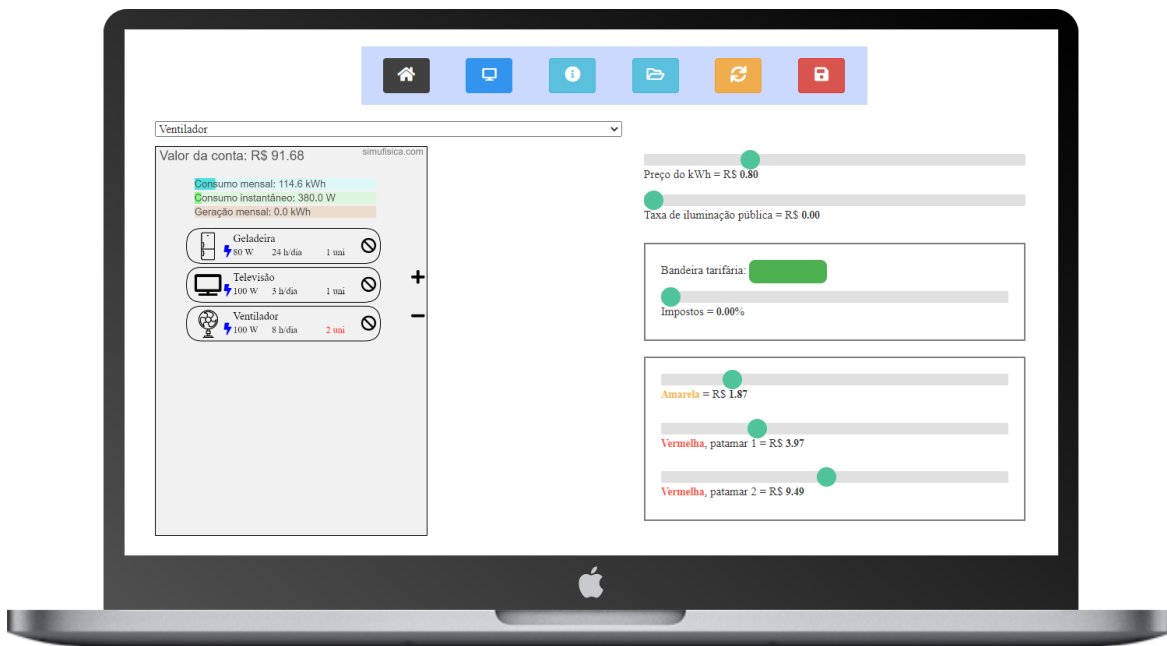 Ventilador
Valor da conta: R$ 91.68
simufisica.com
Consumo mensal: 114.6 kWh
Consumo instantâneo: 380.0 W
Geração mensal: 0.0 kWh
Geladeira
80 W 24 h/dia 1 uni
Televisão
100 W 3 h/dia 1 uni
Ventilador
100 W 8 h/dia 2 uni
Preço do kWh = R$ 0.80
Taxa de iluminação pública = R$ 0.00
Bandeira tarifária:
Impostos = 0.00%
Amarela = R$ 1.87
Vermelha, patamar 1 = R$ 3.97
Vermelha, patamar 2 = R$ 9.49